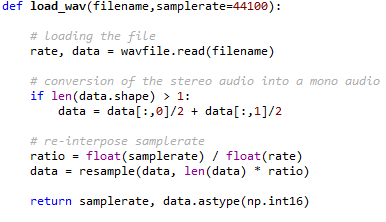 def load_wav(filename,samplerate=44100):
# loading the file
rate, data = wavfile.read(filename)
# conversion of the stereo audio into a mono audio
if len(data.shape) > 1:
data = data[:,0]/2 + data[:,1]/2
# re-interpose samplerate
ratio = float(samplerate) / float(rate)
data = resample(data, len(data) * ratio)
return samplerate, data.astype(np.int16)